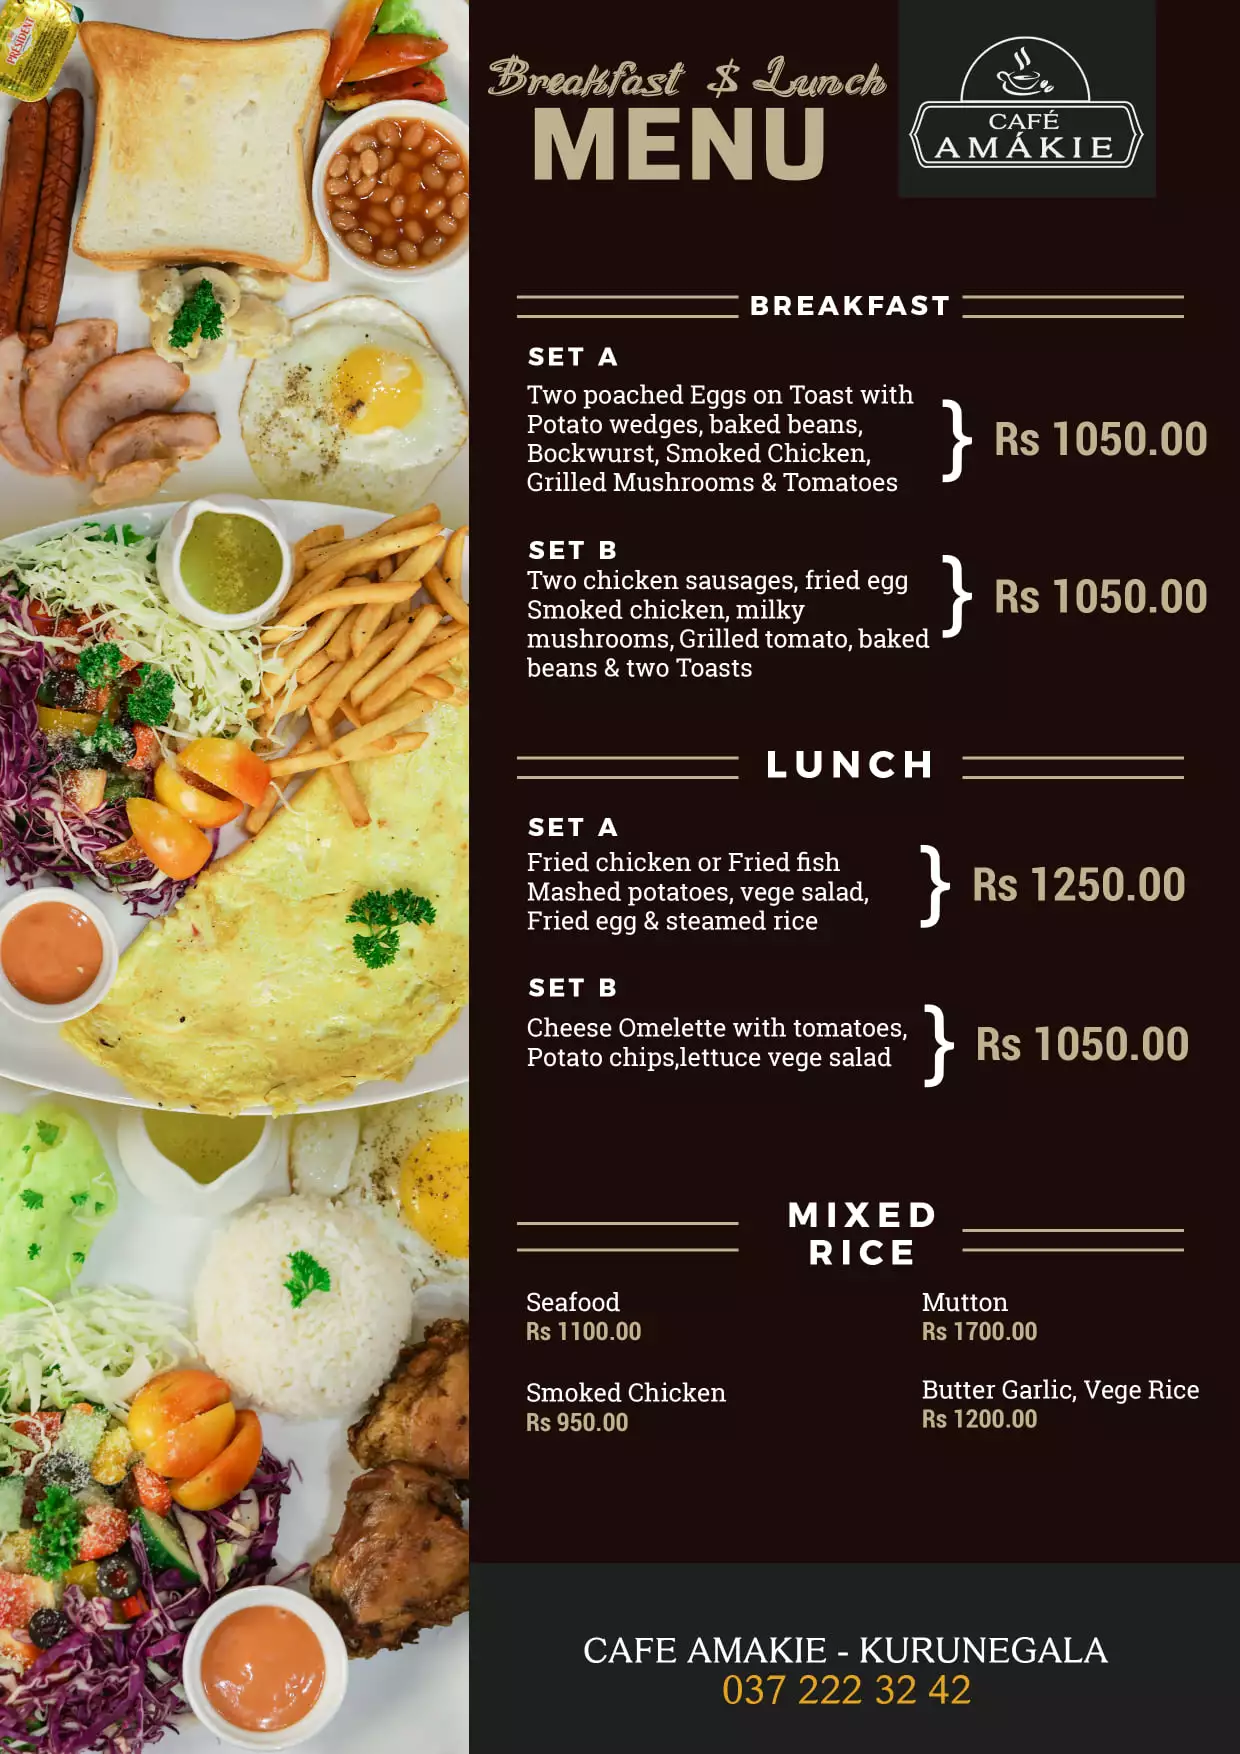 PRESIDENT
Breakfast $ Lunch
MENU
CAFÉ
AMÁKIE
BREAKFAST
SET A
Two poached Eggs on Toast with
Potato wedges, baked beans,
Bockwurst, Smoked Chicken,
Grilled Mushrooms & Tomatoes
Rs 1050.00
SET B
Two chicken sausages, fried egg
Smoked chicken, milky
mushrooms, Grilled tomato, baked
beans & two Toasts
Rs 1050.00
LUNCH
SET A
Fried chicken or Fried fish
Mashed potatoes, vege salad,
Fried egg & steamed rice
Rs 1250.00
SET B
Cheese Omelette with tomatoes,
Potato chips,lettuce vege salad
Rs 1050.00
MIXED
RICE
Seafood
Rs 1100.00
Smoked Chicken
Rs 950.00
Mutton
Rs 1700.00
Butter Garlic, Vege Rice
Rs 1200.00
CAFE AMAKIE - KURUNEGALA
037 222 32 42